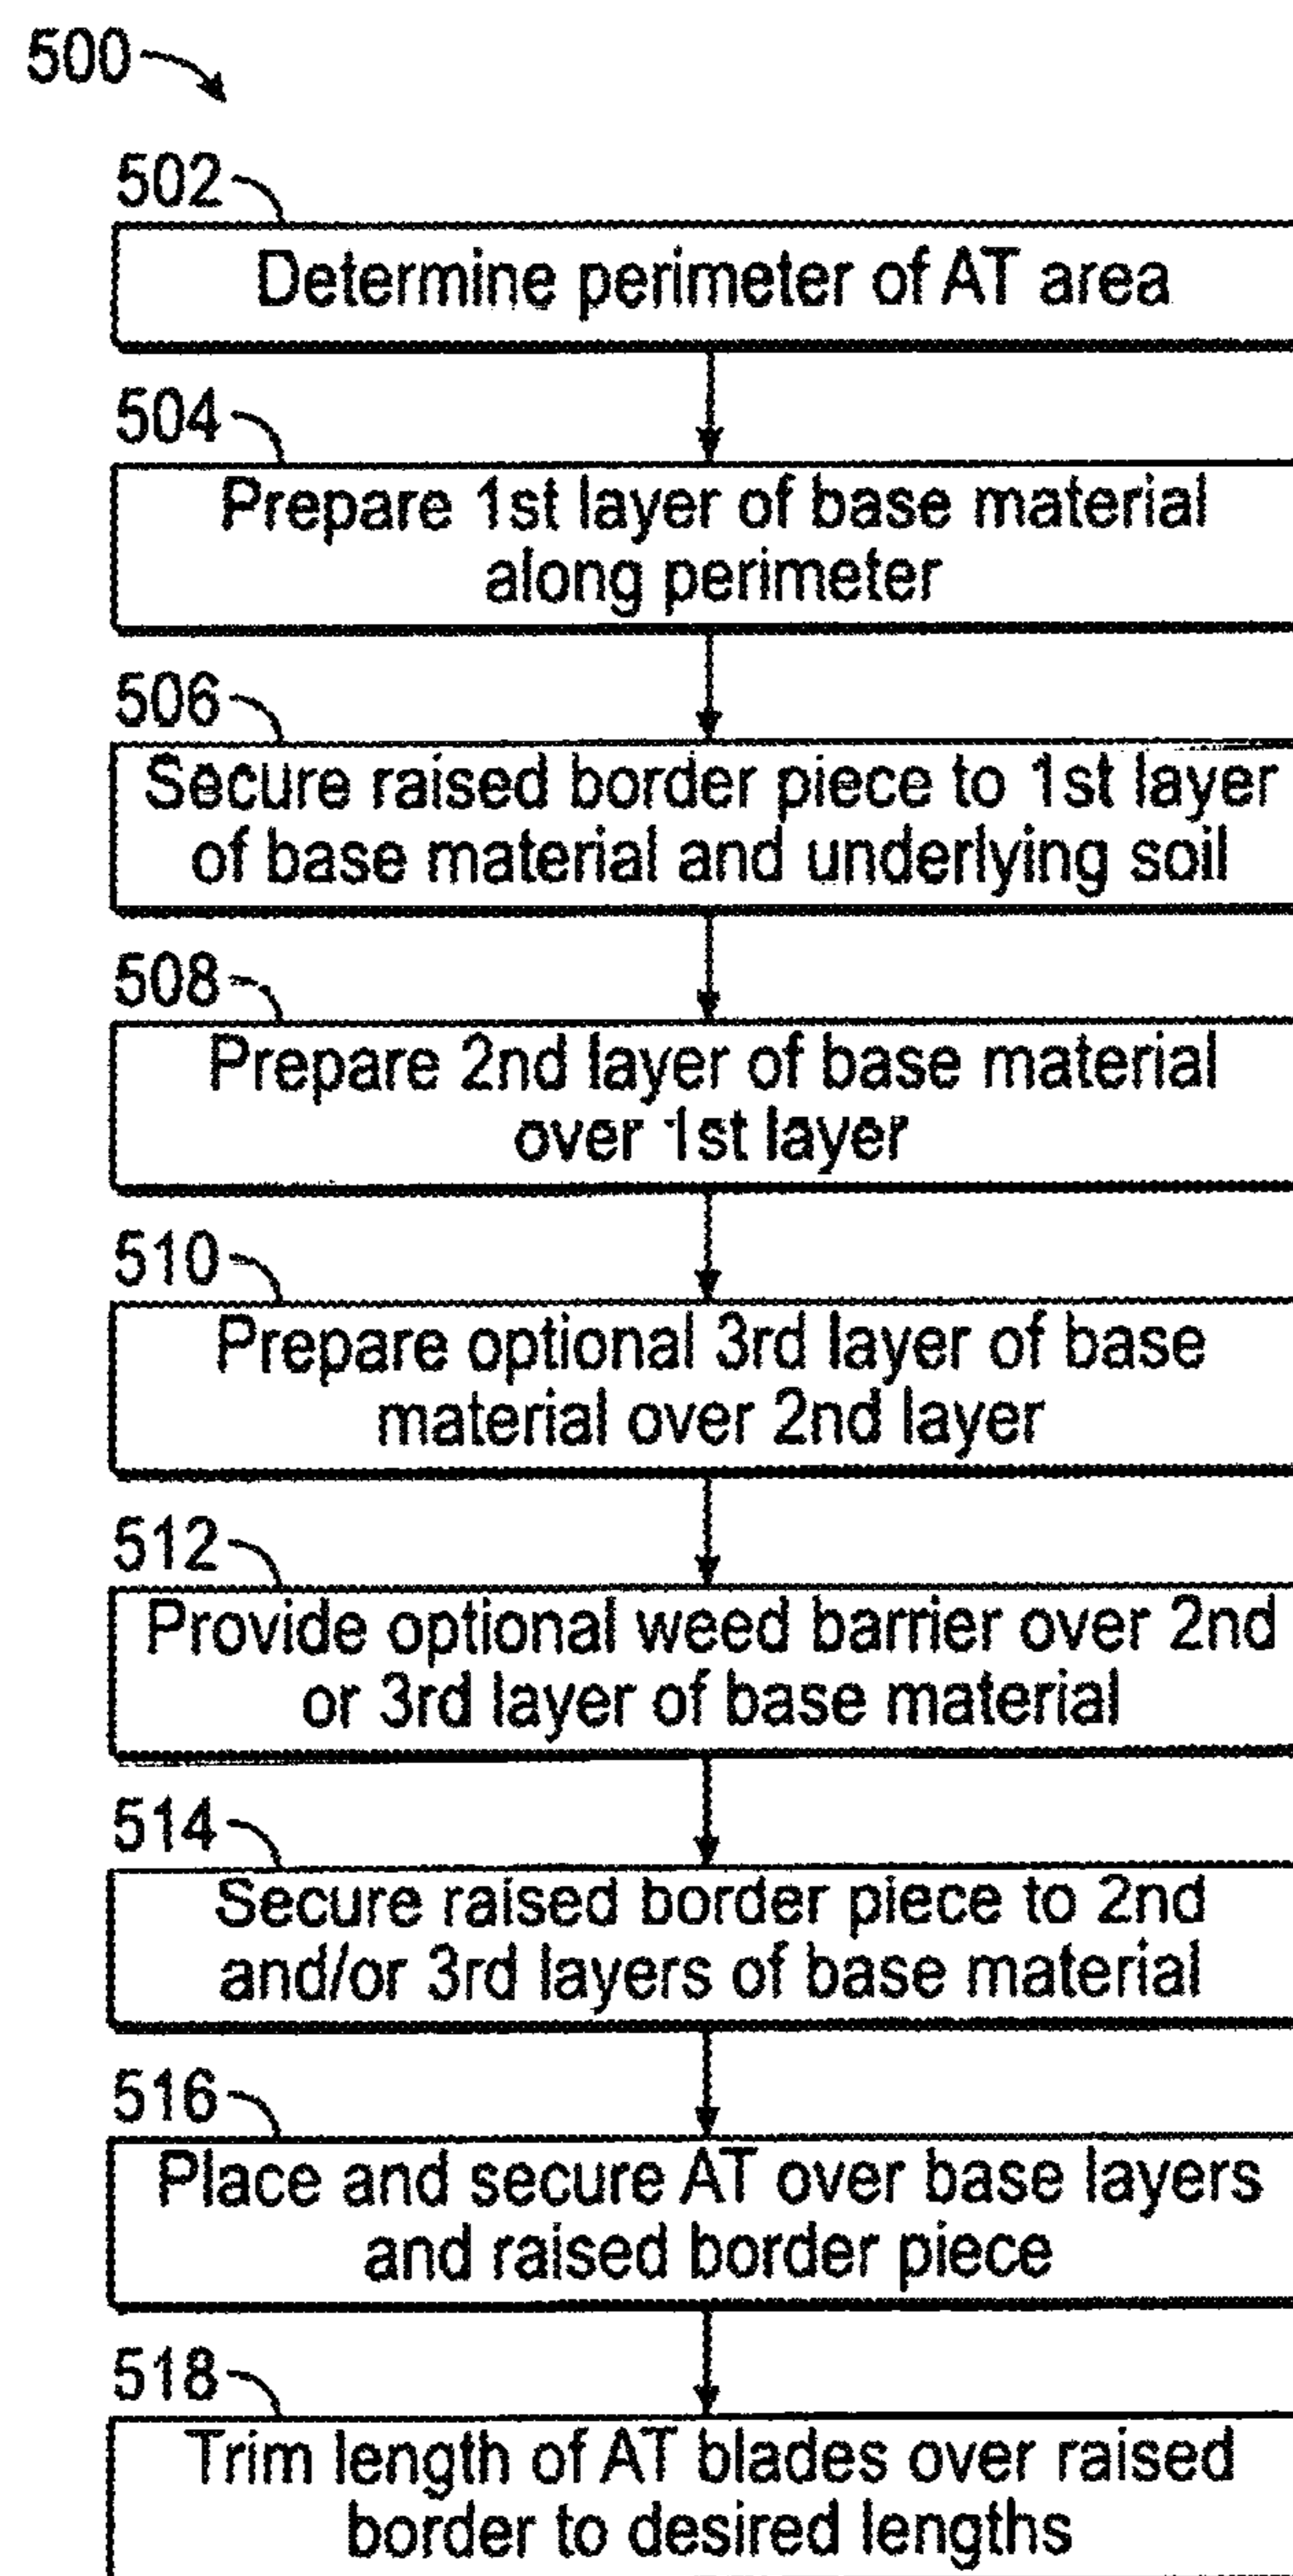 500
502
Determine perimeter of AT area
504
Prepare 1st layer of base material
along perimeter
506
Secure raised border piece to 1st layer
of base material and underlying soil
508
Prepare 2nd layer of base material
over 1st layer
510
Prepare optional 3rd layer of base
material over 2nd layer
512
Provide optional weed barrier over 2nd
or 3rd layer of base material
514
Secure raised border piece to 2nd
and/or 3rd layers of base material
516
Place and secure AT over base layers
and raised border piece
518
Trim length of AT blades over raised
border to desired lengths